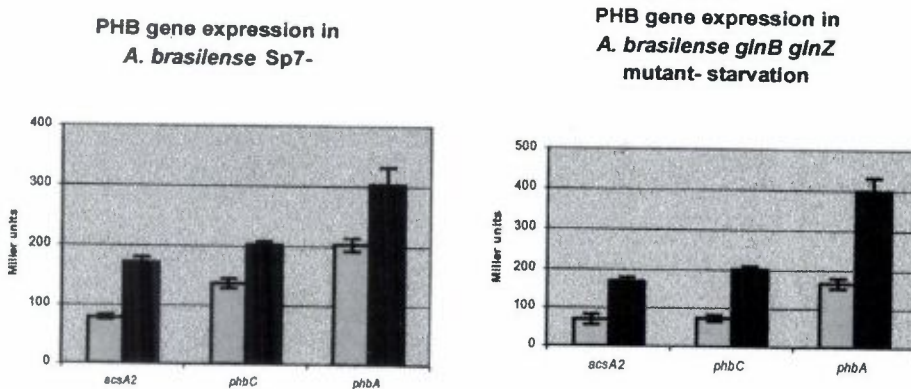 PHB gene expression in
A. brasilense Sp7-
400
300
200
100
0
Miller units
acsA2
phbC
phbA
PHB gene expression in
A. brasilense glnB glnZ
mutant- starvation
500
400
300
200
100
0
Miller units
acsA2
phbC
phbA